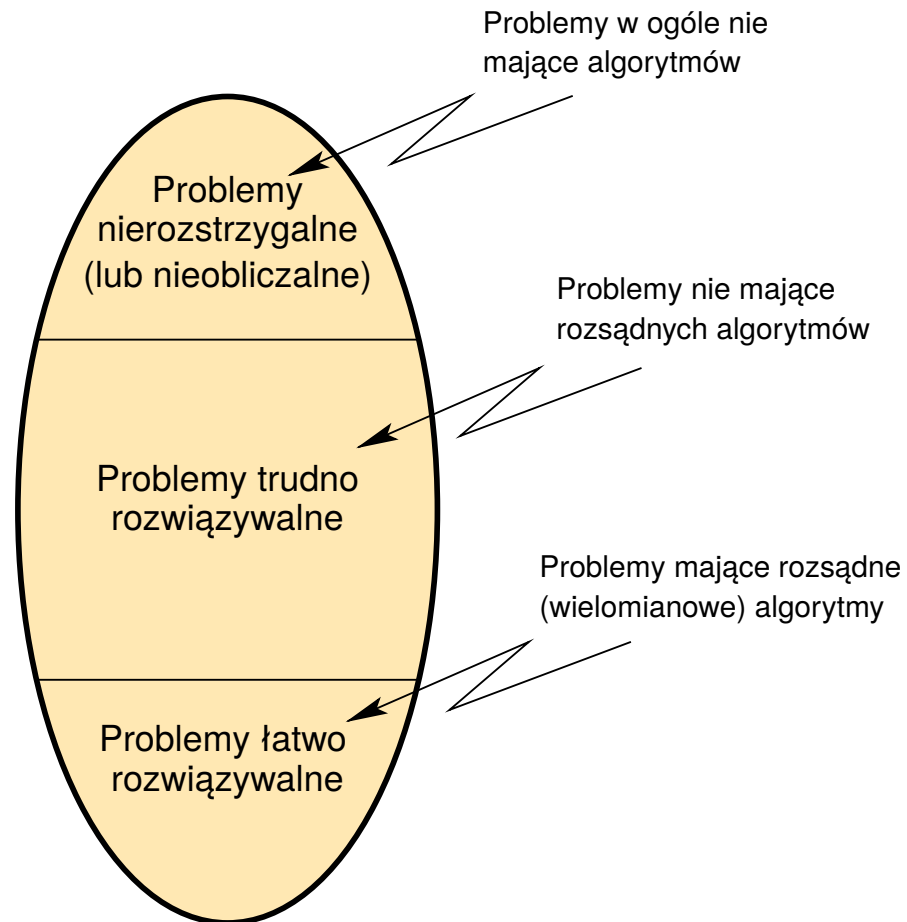 Problemy w ogóle nie
mające algorytmów
Problemy
nierozstrzygalne
(lub nieobliczalne)
Problemy nie mające
rozsądnych algorytmów
Problemy trudno
rozwiązywalne
Problemy mające rozsądne
(wielomianowe) algorytmy
Problemy łatwo
rozwiązywalne